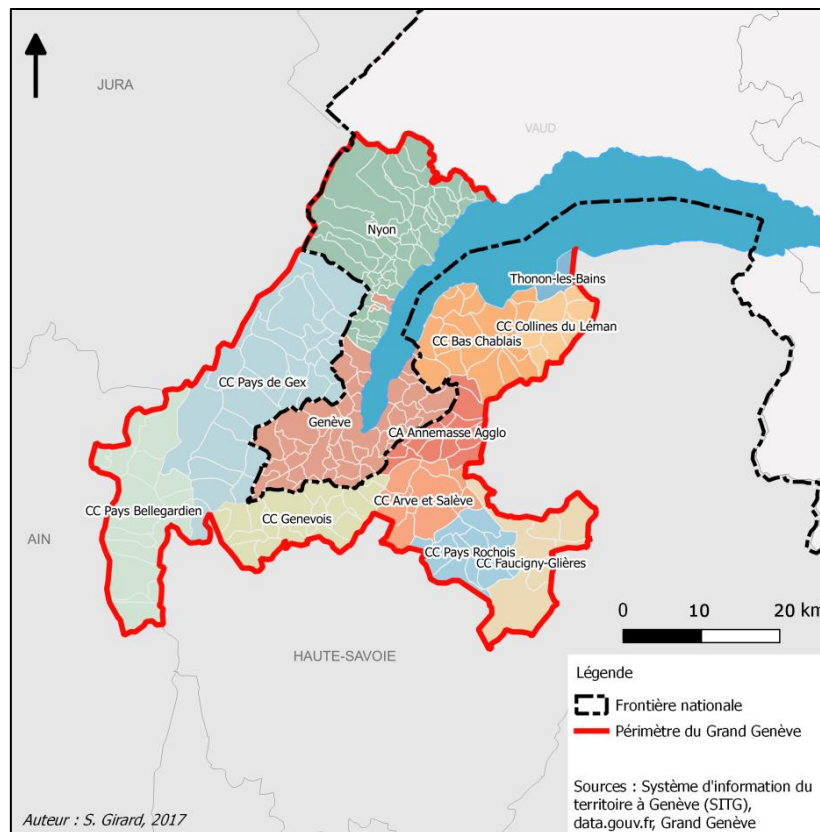 JURA
VAUD
Nyon
Thonon-les-Bains
CC Collines du Léman
CC Bas Chablais
CC Pays de Gex
Genève
CA Annemasse Agglo
CC Arve et Salève
CC Pays Bellegardien
CC Genevois
AIN
CC Pays Rochois
CC Faucigny-Glières
0 10 20 km
HAUTE-SAVOIE
Légende
Frontière nationale
Périmètre du Grand Genève
Sources : Système d'information du
territoire à Genève (SITG),
data.gouv.fr, Grand Genève
Auteur : S. Girard, 2017